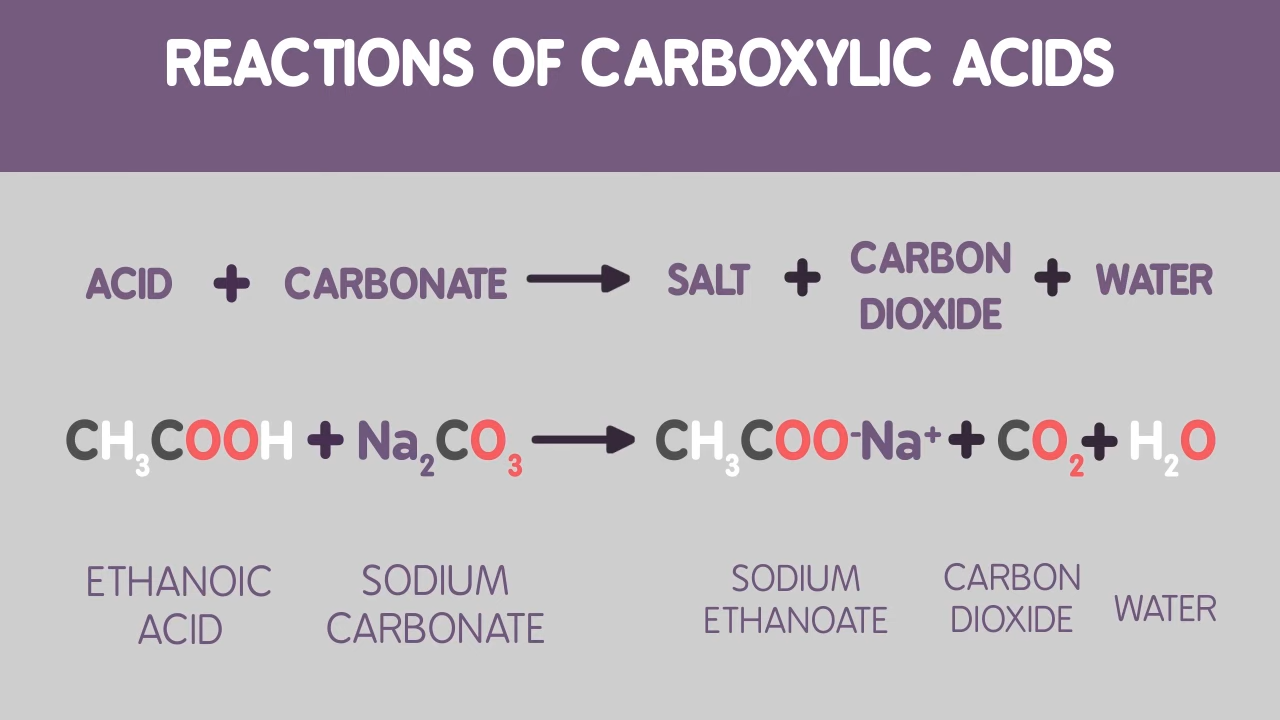 REACTIONS OF CARBOXYLIC ACIDS
ACID + CARBONATE → SALT + CARBON DIOXIDE + WATER
CH₃COOH + Na₂CO₃ → CH₃COO⁻Na⁺ + CO₂ + H₂O
ETHANOIC ACID
SODIUM CARBONATE
SODIUM ETHANOATE
CARBON DIOXIDE
WATER